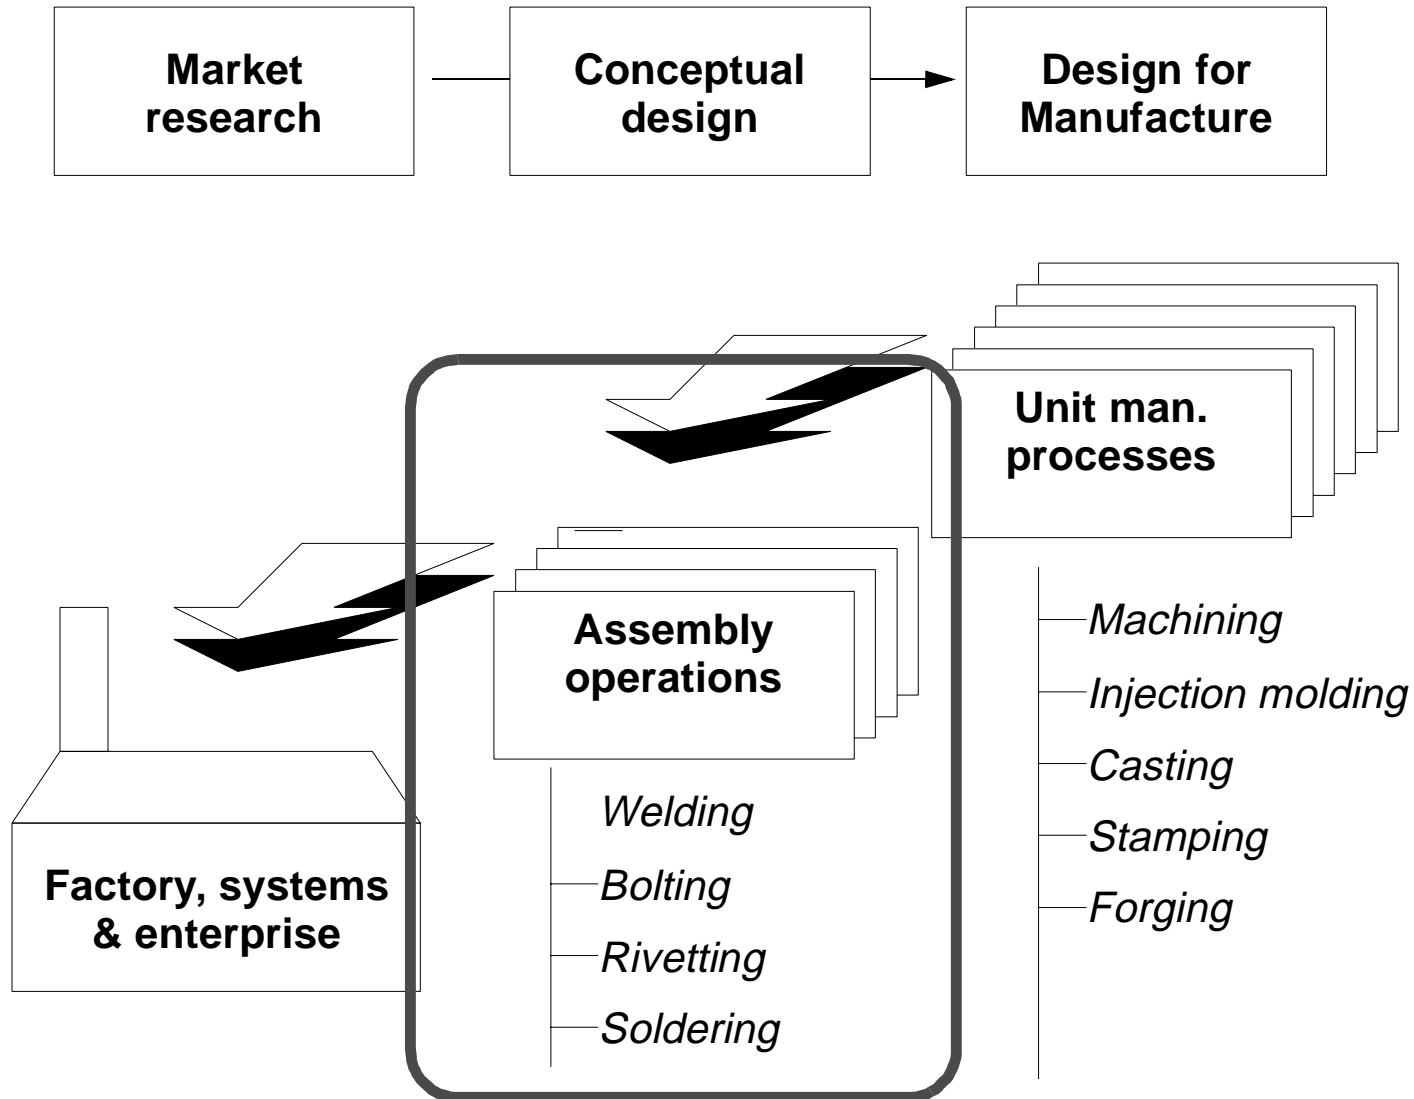 Market
research
Conceptual
design
Design for
Manufacture
Unit man.
processes
Machining
Injection molding
Casting
Stamping
Forging
Assembly
operations
Welding
Bolting
Rivetting
Soldering
Factory, systems
& enterprise